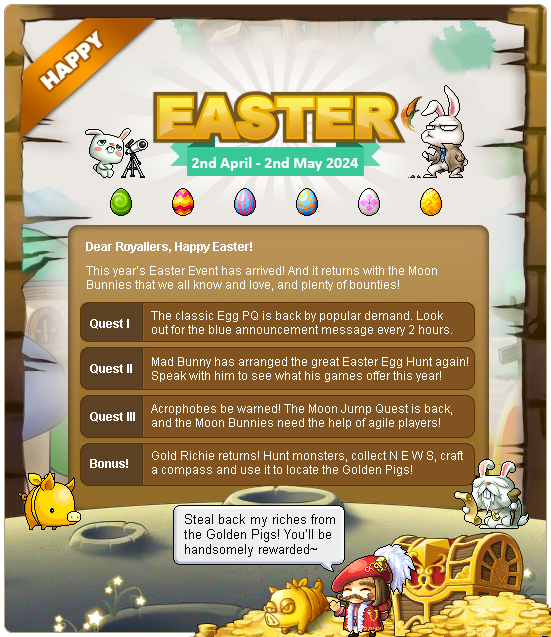 HAPPY
EASTER
2nd April - 2nd May 2024
Dear Royallers, Happy Easter!
This year's Easter Event has arrived! And it returns with the Moon
Bunnies that we all know and love, and plenty of bounties!
Quest I
The classic Egg PQ is back by popular demand. Look
out for the blue announcement message every 2 hours.
Quest II
Mad Bunny has arranged the great Easter Egg Hunt again!
Speak with him to see what his games offer this year!
Quest III
Acrophobes be warned! The Moon Jump Quest is back,
and the Moon Bunnies need the help of agile players!
Bonus!
Gold Richie returns! Hunt monsters, collect N E W S, craft
a compass and use it to locate the Golden Pigs!
Steal back my riches from
the Golden Pigs! You'll be
handsomely rewarded~